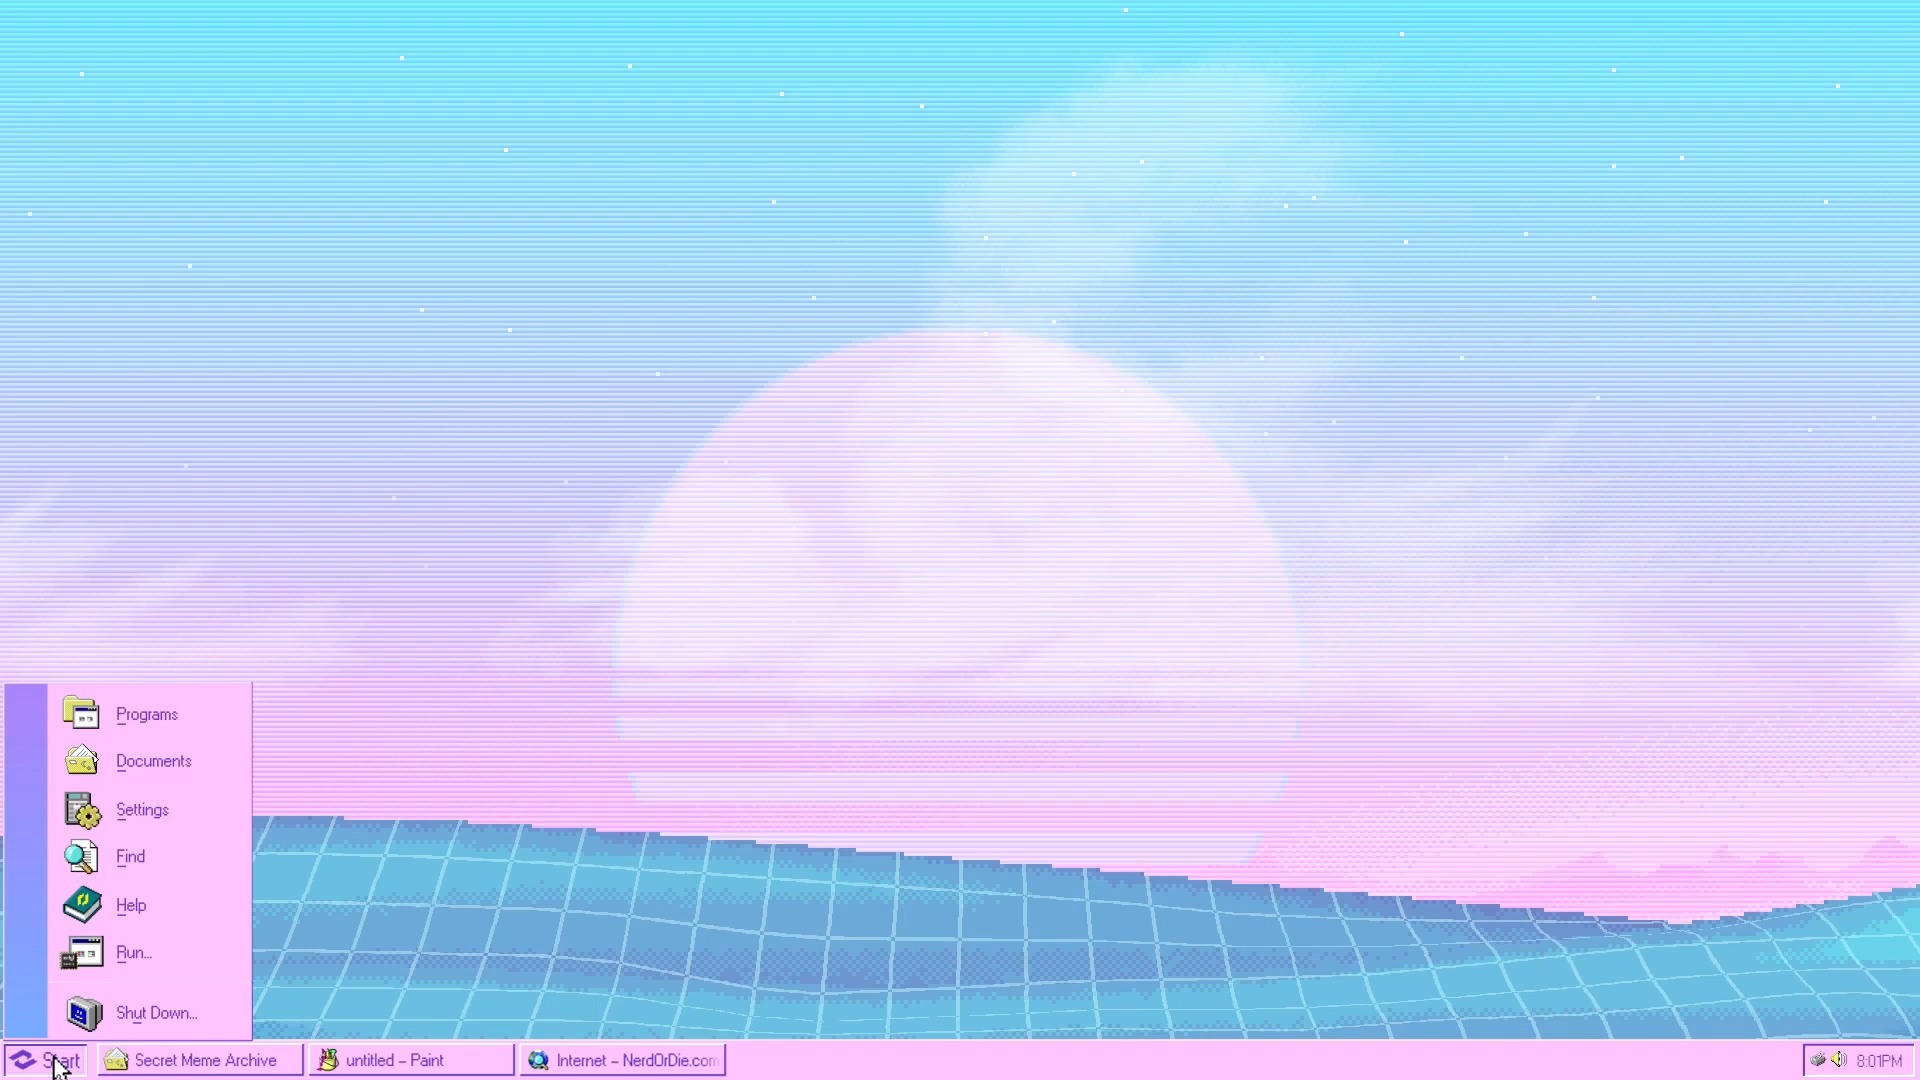 Programs
Documents
Settings
Find
Help
Run...
Shut Down...
Start
Secret Meme Archive
untitled – Paint
Internet – NerdOrDie.com
8:01PM